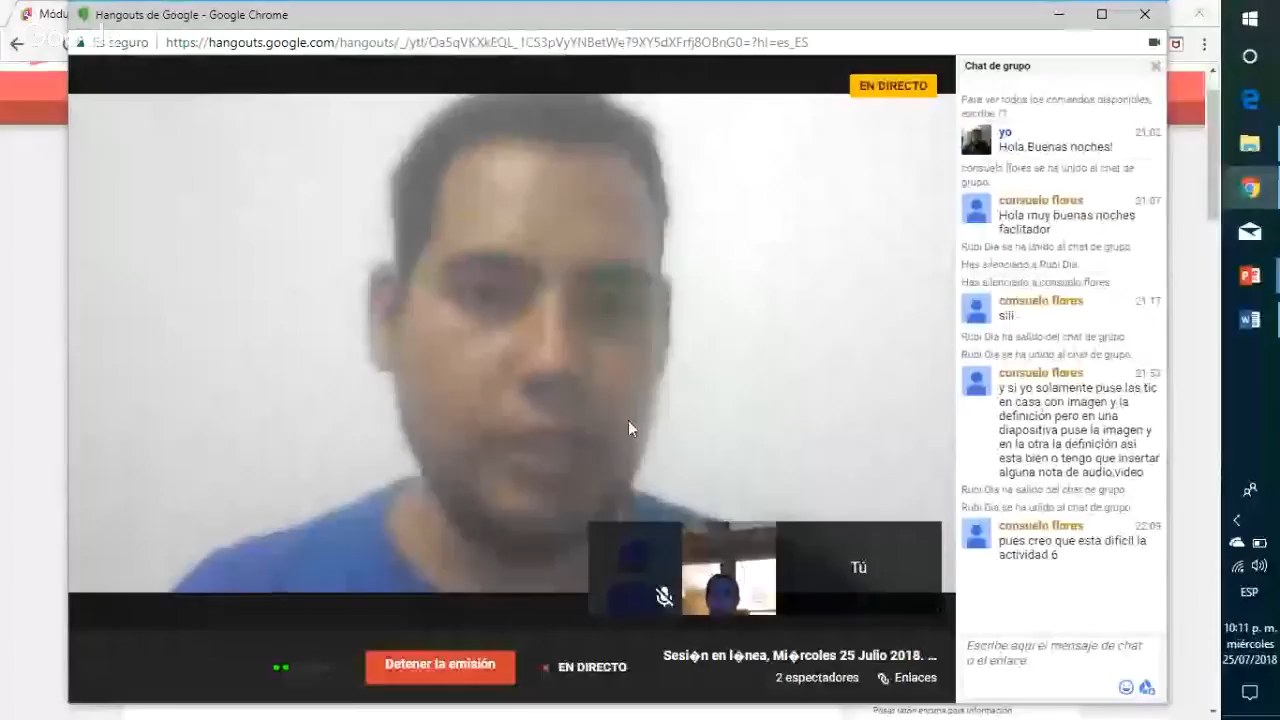 Módu
Hangouts de Google - Google Chrome
Google
seguro
https://hangouts.google.com/hangouts/_/ytl/Oa5qVKXkEQL_1CS3pVyYNBetWe79XY5dXFrfj8OBnG0=?hl=es_ES
EN DIRECTO
Chat de grupo
Para ver todos los comandos disponibles,
escribe /?
yo 21:02
Hola Buenas noches!
consuelo flores se ha unido al chat de
grupo.
consuelo flores 21:07
Hola muy buenas noches
faclitador
Rubi Dia se ha unido al chat de grupo.
Has silenciado a Rubi Dia.
Has silenciado a consuelo flores
consuelo flores 21:17
siii
Rubi Dia ha salido del chat de grupo
Rubi Dia se ha unido al chat de grupo.
consuelo flores 21:53
y si yo solamente puse las tic
en casa con imagen y la
definición pero en una
diapositiva puse la imagen y
en la otra la definición asi
esta bien o tengo que insertar
alguna nota de audio,video
Rubi Dia ha salido del chat de grupo
Rubi Dia se ha unido al chat de grupo
consuelo flores 22:09
pues creo que esta dificil la
actividad 6
Tú
Detener la emisión
EN DIRECTO
Sesi�n en l�nea, Mi�rcoles 25 Julio 2018. ...
2 espectadores
Enlaces
Escribe aquí el mensaje de chat
o el enlace
ESP
10:11 p. m.
miércoles
25/07/2018